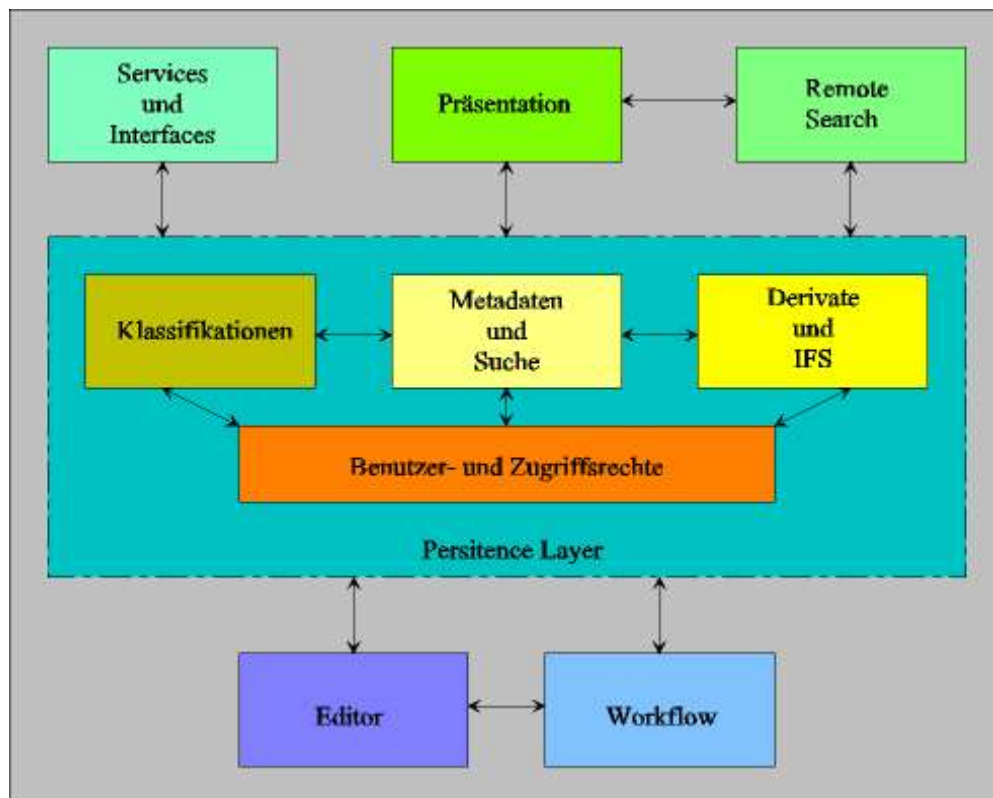 Services
und
Interfaces
Präsentation
Remote
Search
Klassifikationen
Metadaten
und
Suche
Derivate
und
IFS
Benutzer- und Zugriffsrechte
Persitence Layer
Editor
Workflow